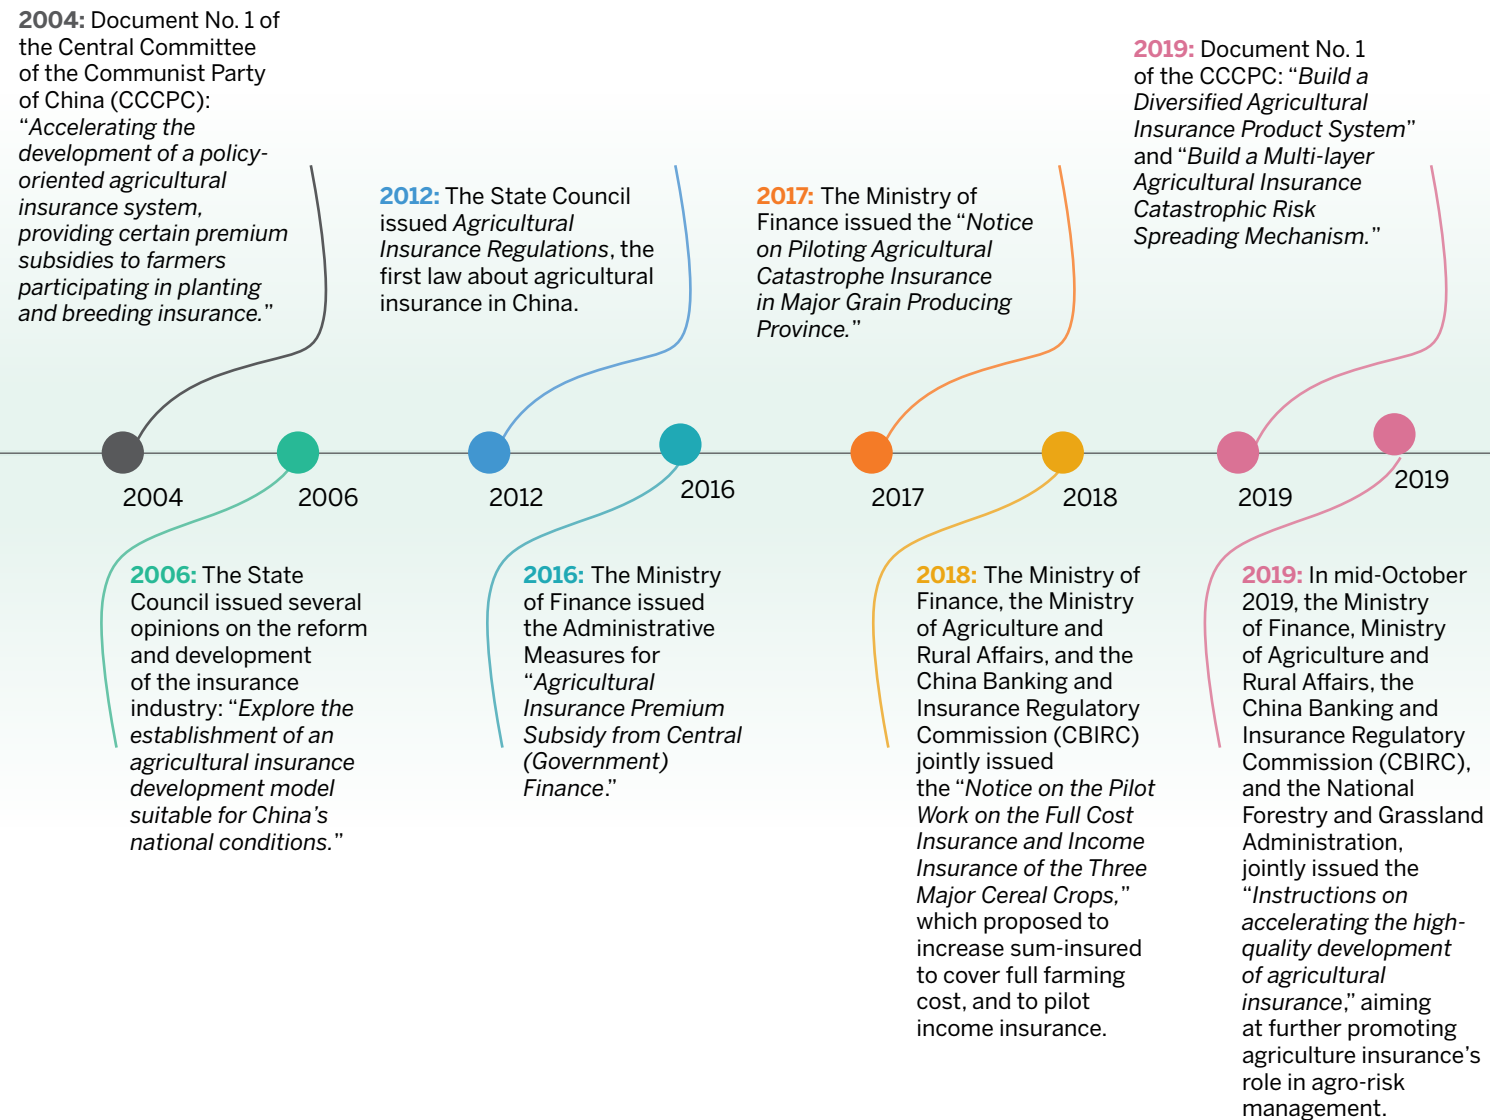 2004: Document No. 1 of
the Central Committee
of the Communist Party
of China (CCCPC):
“Accelerating the
development of a policy-
oriented agricultural
insurance system,
providing certain premium
subsidies to farmers
participating in planting
and breeding insurance.”
2012: The State Council
issued Agricultural
Insurance Regulations, the
first law about agricultural
insurance in China.
2017: The Ministry of
Finance issued the “Notice
on Piloting Agricultural
Catastrophe Insurance
in Major Grain Producing
Province.”
2019: Document No. 1
of the CCCPC: “Build a
Diversified Agricultural
Insurance Product System”
and “Build a Multi-layer
Agricultural Insurance
Catastrophic Risk
Spreading Mechanism.”
2004
2006
2012
2016
2017
2018
2019
2019
2006: The State
Council issued several
opinions on the reform
and development
of the insurance
industry: “Explore the
establishment of an
agricultural insurance
development model
suitable for China’s
national conditions.”
2016: The Ministry
of Finance issued
the Administrative
Measures for
“Agricultural
Insurance Premium
Subsidy from Central
(Government)
Finance.”
2018: The Ministry of
Finance, the Ministry
of Agriculture and
Rural Affairs, and the
China Banking and
Insurance Regulatory
Commission (CBIRC)
jointly issued
the “Notice on the Pilot
Work on the Full Cost
Insurance and Income
Insurance of the Three
Major Cereal Crops,”
which proposed to
increase sum-insured
to cover full farming
cost, and to pilot
income insurance.
2019: In mid-October
2019, the Ministry
of Finance, Ministry
of Agriculture and
Rural Affairs, the
China Banking and
Insurance Regulatory
Commission (CBIRC),
and the National
Forestry and Grassland
Administration,
jointly issued the
“Instructions on
accelerating the high-
quality development
of agricultural
insurance,” aiming
at further promoting
agriculture insurance’s
role in agro-risk
management.